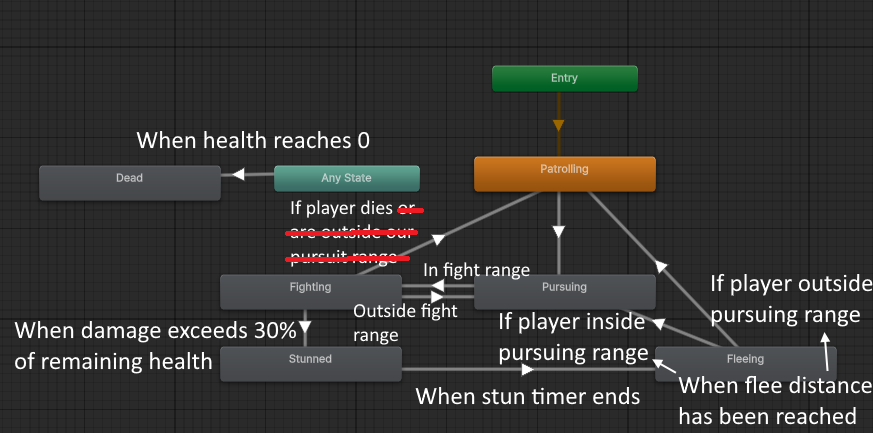 Entry
When health reaches 0
Patrolling
Dead
Any State
If player dies or
are outside our
pursuit range
In fight range
Fighting
Pursuing
If player outside
pursuing range
Outside fight
range
If player inside
pursuing range
When damage exceeds 30%
of remaining health
Stunned
Fleeing
When flee distance
has been reached
When stun timer ends